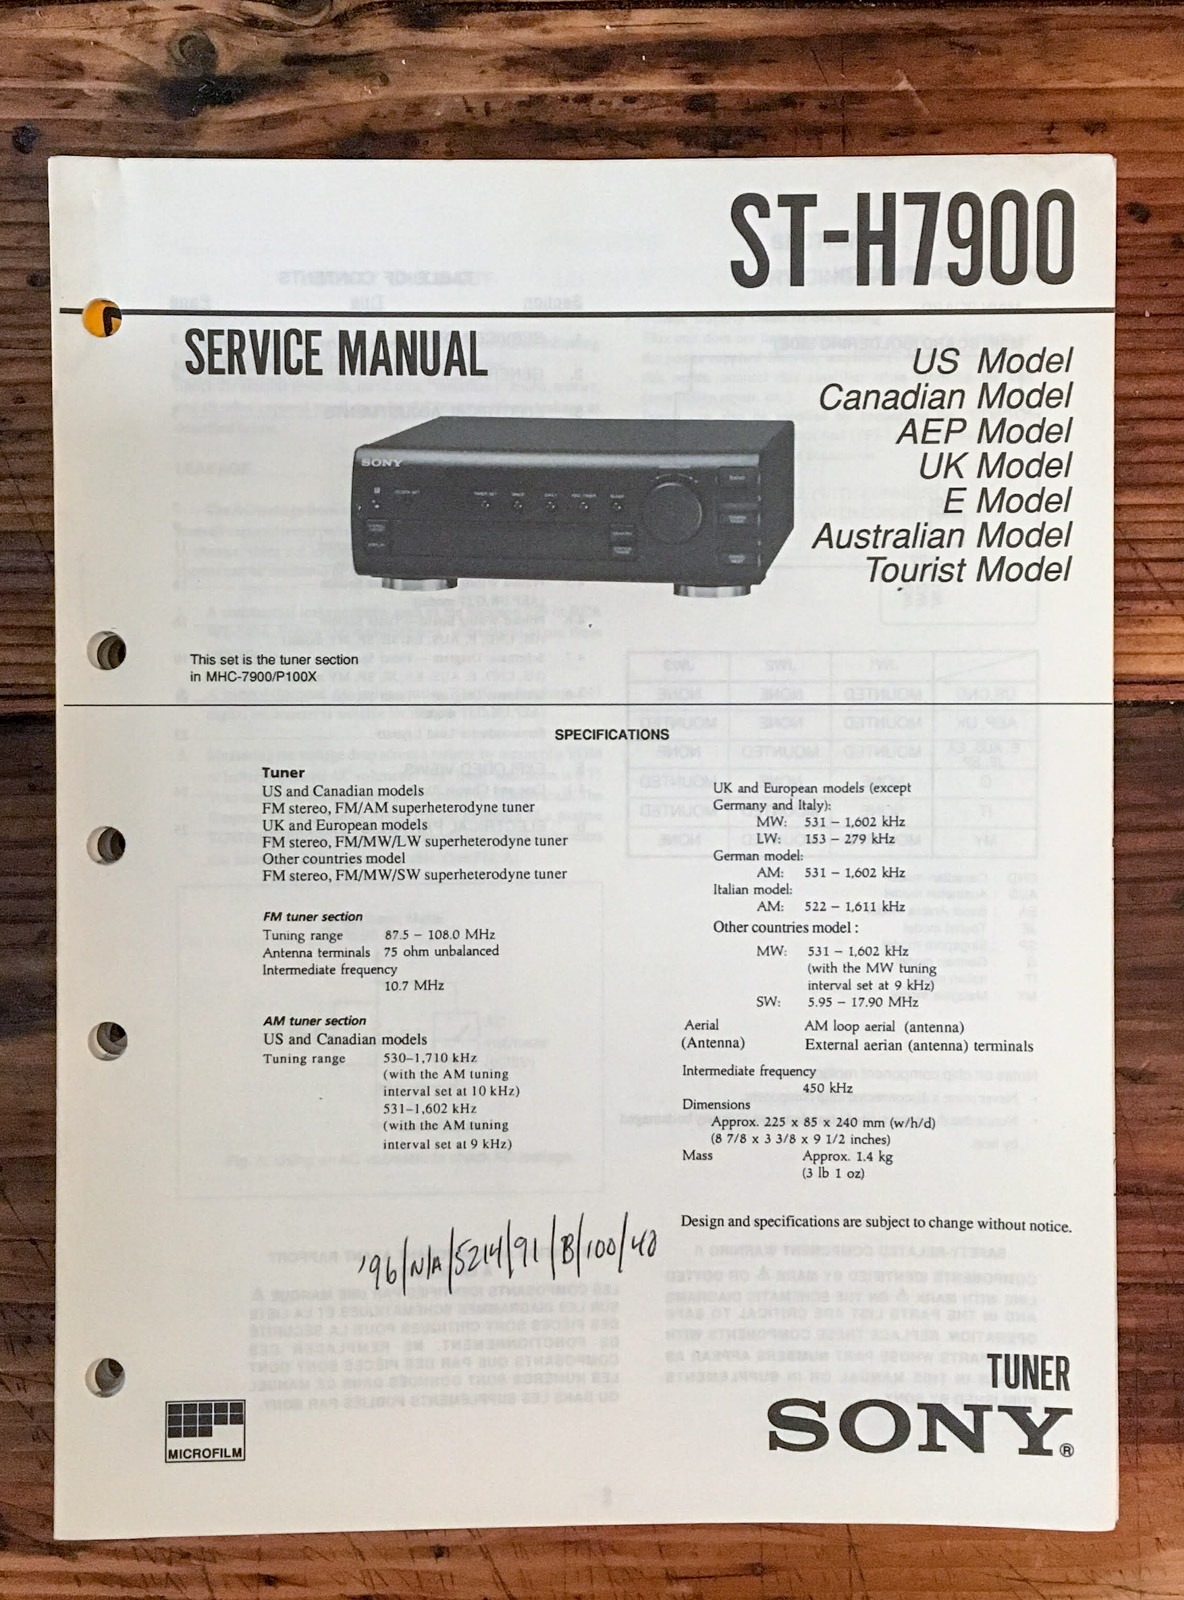 ST-H7900
SERVICE MANUAL
US Model
Canadian Model
AEP Model
UK Model
E Model
Australian Model
Tourist Model
SONY
This set is the tuner section
in MHC-7900/P100X
SPECIFICATIONS
Tuner
US and Canadian models
FM stereo, FM/AM superheterodyne tuner
UK and European models
FM stereo, FM/MW/LW superheterodyne tuner
Other countries model
FM stereo, FM/MW/SW superheterodyne tuner
FM tuner section
Tuning range 87.5 – 108.0 MHz
Antenna terminals 75 ohm unbalanced
Intermediate frequency
10.7 MHz
AM tuner section
US and Canadian models
Tuning range 530–1,710 kHz
(with the AM tuning
interval set at 10 kHz)
531–1,602 kHz
(with the AM tuning
interval set at 9 kHz)
UK and European models (except
Germany and Italy):
MW: 531 – 1,602 kHz
LW: 153 – 279 kHz
German model:
AM: 531 – 1,602 kHz
Italian model:
AM: 522 – 1,611 kHz
Other countries model :
MW: 531 – 1,602 kHz
(with the MW tuning
interval set at 9 kHz)
SW: 5.95 – 17.90 MHz
Aerial AM loop aerial (antenna)
(Antenna) External aerian (antenna) terminals
Intermediate frequency
450 kHz
Dimensions
Approx. 225 x 85 x 240 mm (w/h/d)
(8 7/8 x 3 3/8 x 9 1/2 inches)
Mass Approx. 1.4 kg
(3 lb 1 oz)
Design and specifications are subject to change without notice.
'96/N/A/5214/91/B/100/40
TUNER
SONY®
MICROFILM